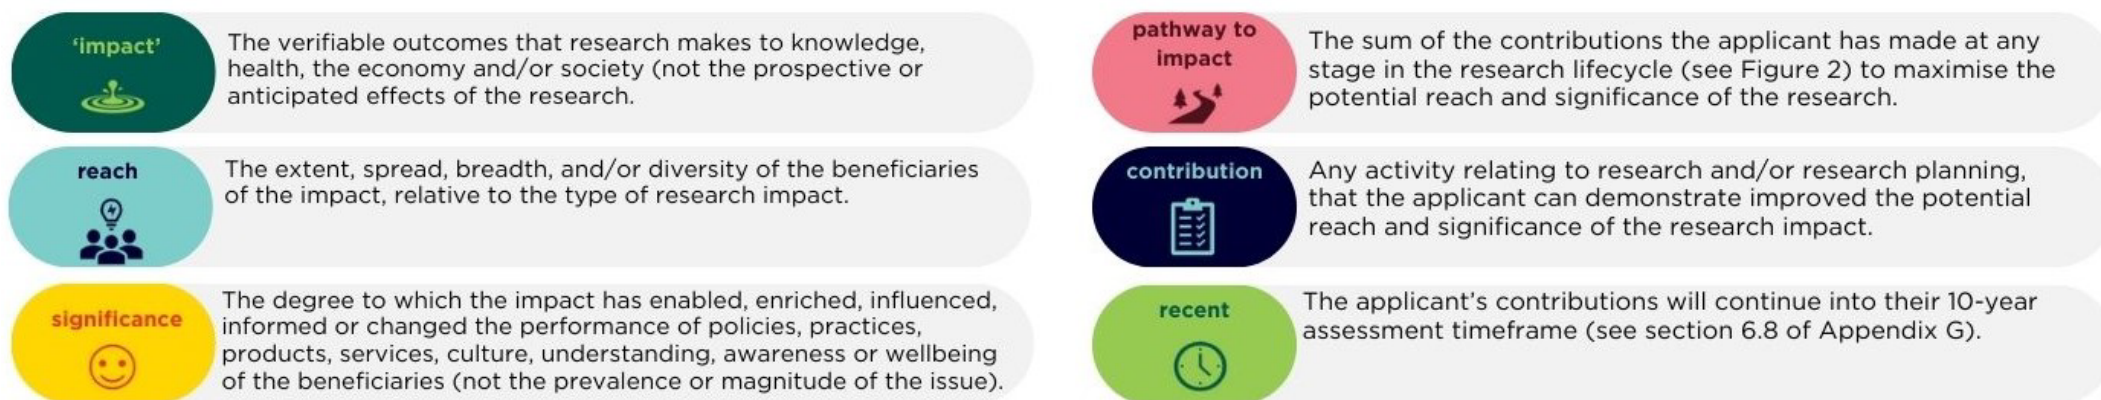 'impact'
The verifiable outcomes that research makes to knowledge,
health, the economy and/or society (not the prospective or
anticipated effects of the research.
reach
The extent, spread, breadth, and/or diversity of the beneficiaries
of the impact, relative to the type of research impact.
significance
The degree to which the impact has enabled, enriched, influenced,
informed or changed the performance of policies, practices,
products, services, culture, understanding, awareness or wellbeing
of the beneficiaries (not the prevalence or magnitude of the issue).
pathway to
impact
The sum of the contributions the applicant has made at any
stage in the research lifecycle (see Figure 2) to maximise the
potential reach and significance of the research.
contribution
Any activity relating to research and/or research planning,
that the applicant can demonstrate improved the potential
reach and significance of the research impact.
recent
The applicant's contributions will continue into their 10-year
assessment timeframe (see section 6.8 of Appendix G).